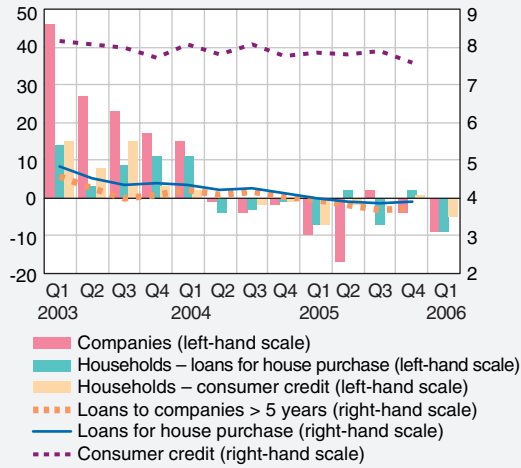 50 9
40 8
30 7
20 6
10 5
0 4
-10 3
-20 2
Q1 Q2 Q3 Q4 Q1 Q2 Q3 Q4 Q1 Q2 Q3 Q4 Q1
2003 2004 2005 2006
Companies (left-hand scale)
Households – loans for house purchase (left-hand scale)
Households – consumer credit (left-hand scale)
Loans to companies > 5 years (right-hand scale)
Loans for house purchase (right-hand scale)
Consumer credit (right-hand scale)